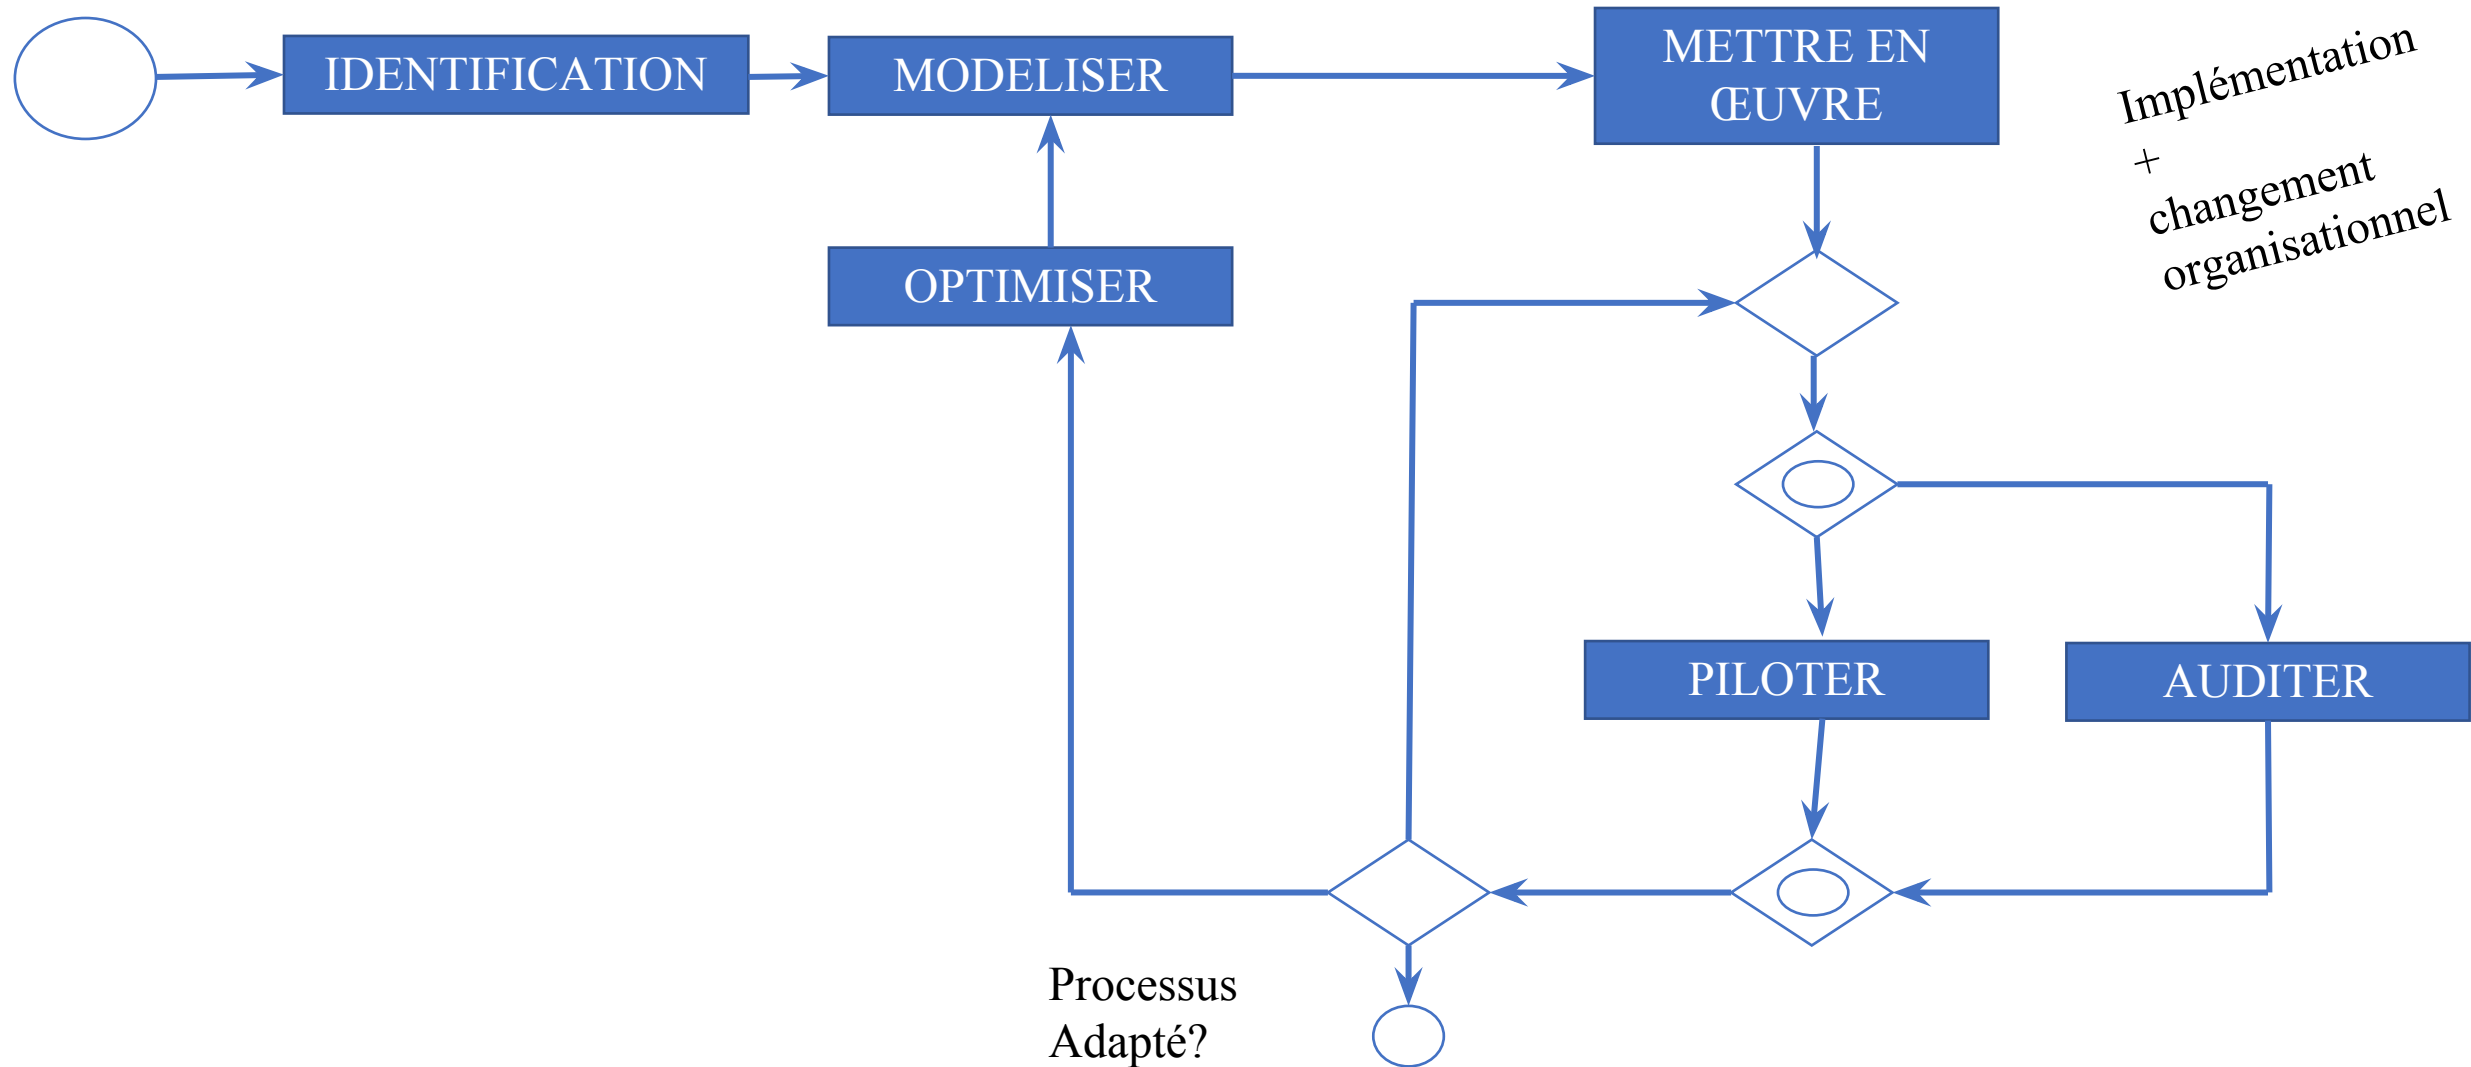 IDENTIFICATION
MODELISER
METTRE EN
ŒUVRE
Implémentation
+
changement
organisationnel
OPTIMISER
PILOTER
AUDITER
Processus
Adapté?